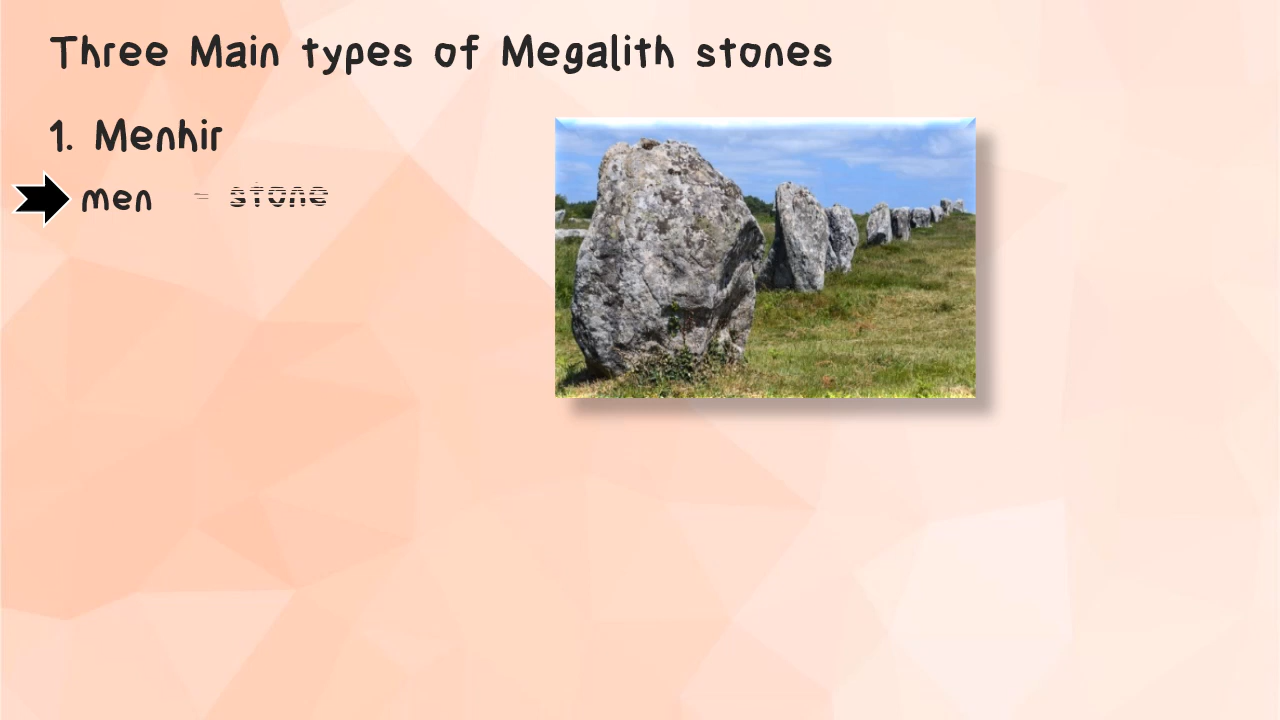 Three Main types of Megalith stones
1. Menhir
men = stone